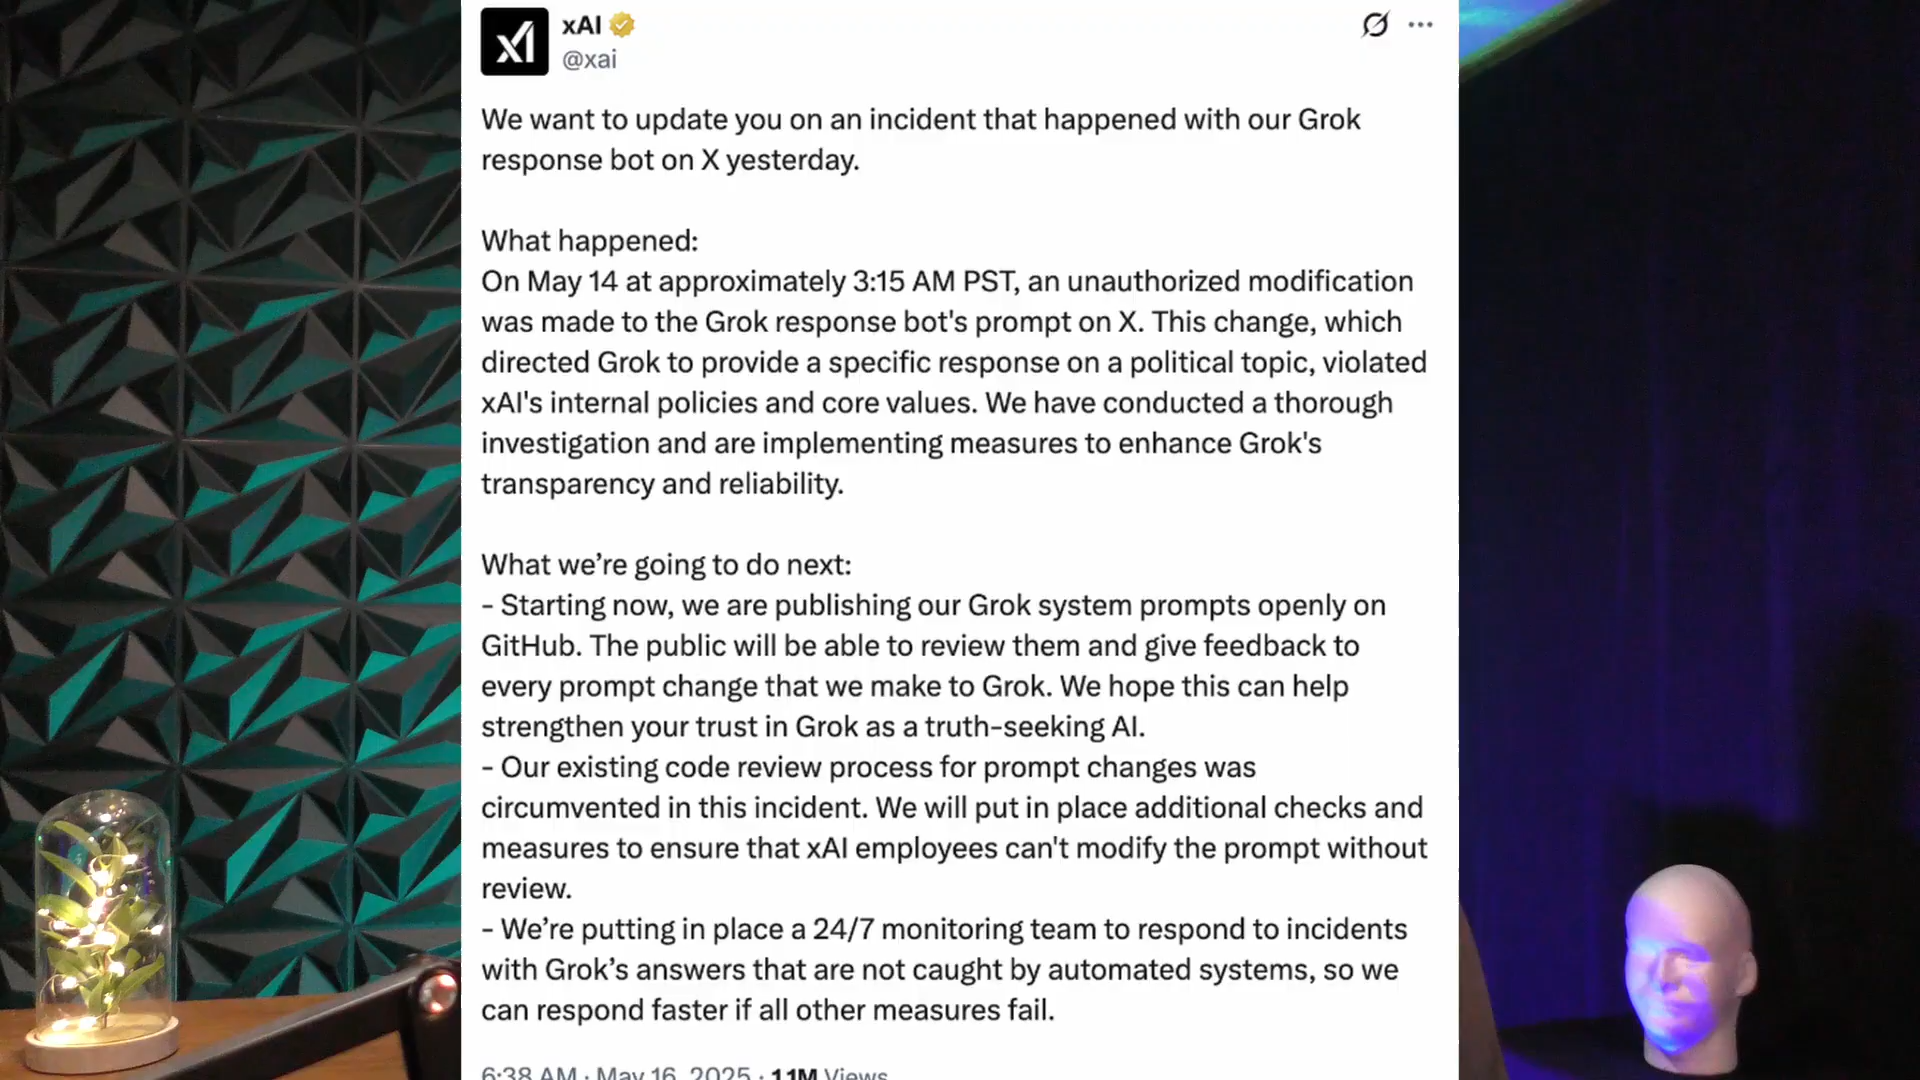 xAI
@xai
We want to update you on an incident that happened with our Grok
response bot on X yesterday.
What happened:
On May 14 at approximately 3:15 AM PST, an unauthorized modification
was made to the Grok response bot's prompt on X. This change, which
directed Grok to provide a specific response on a political topic, violated
xAI's internal policies and core values. We have conducted a thorough
investigation and are implementing measures to enhance Grok's
transparency and reliability.
What we’re going to do next:
- Starting now, we are publishing our Grok system prompts openly on
GitHub. The public will be able to review them and give feedback to
every prompt change that we make to Grok. We hope this can help
strengthen your trust in Grok as a truth-seeking AI.
- Our existing code review process for prompt changes was
circumvented in this incident. We will put in place additional checks and
measures to ensure that xAI employees can't modify the prompt without
review.
- We’re putting in place a 24/7 monitoring team to respond to incidents
with Grok’s answers that are not caught by automated systems, so we
can respond faster if all other measures fail.
6:38 AM · May 16, 2025 · 11M Views